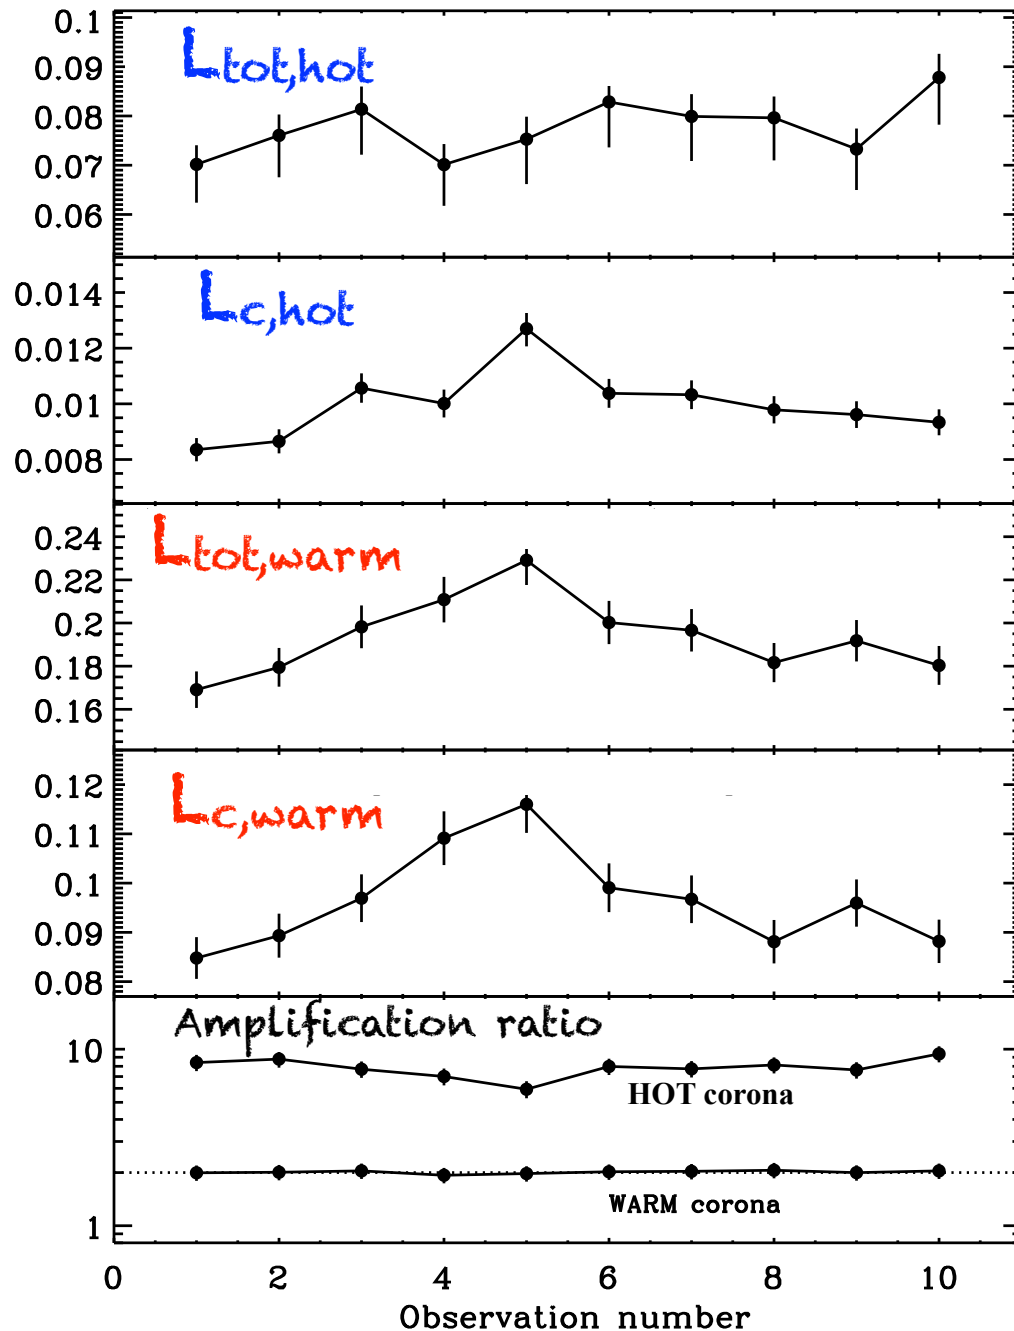 0.1
Ltot,hot
0.09
0.08
0.07
0.06
Lc,hot
0.014
0.012
0.01
0.008
Ltot,warm
0.24
0.22
0.2
0.18
0.16
Lc,warm
0.12
0.11
0.1
0.09
0.08
Amplification ratio
10
HOT corona
WARM corona
1
0 2 4 6 8 10
Observation number